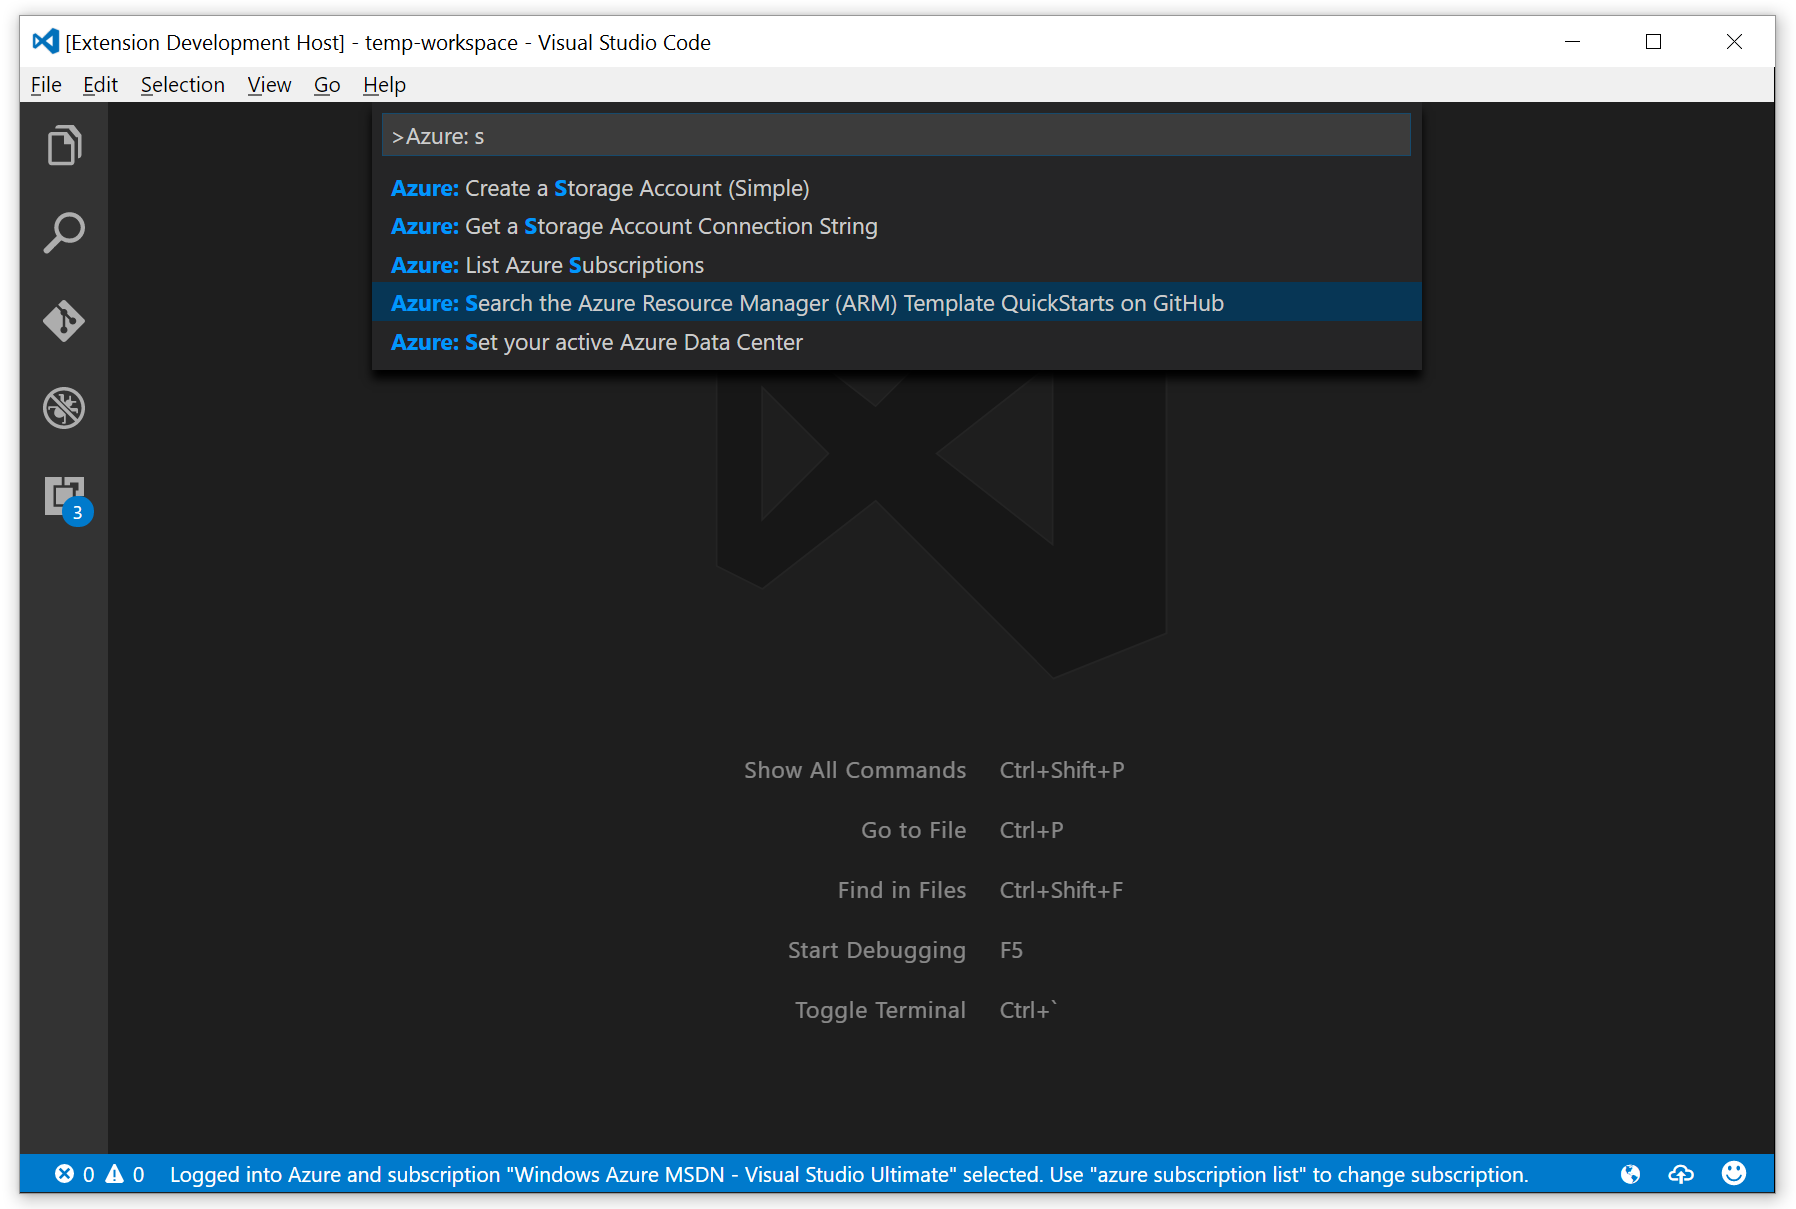 [Extension Development Host] - temp-workspace - Visual Studio Code
File Edit Selection View Go Help
>Azure: s
Azure: Create a Storage Account (Simple)
Azure: Get a Storage Account Connection String
Azure: List Azure Subscriptions
Azure: Search the Azure Resource Manager (ARM) Template QuickStarts on GitHub
Azure: Set your active Azure Data Center
3
Show All Commands Ctrl+Shift+P
Go to File Ctrl+P
Find in Files Ctrl+Shift+F
Start Debugging F5
Toggle Terminal Ctrl+`
0 0 Logged into Azure and subscription "Windows Azure MSDN - Visual Studio Ultimate" selected. Use "azure subscription list" to change subscription.